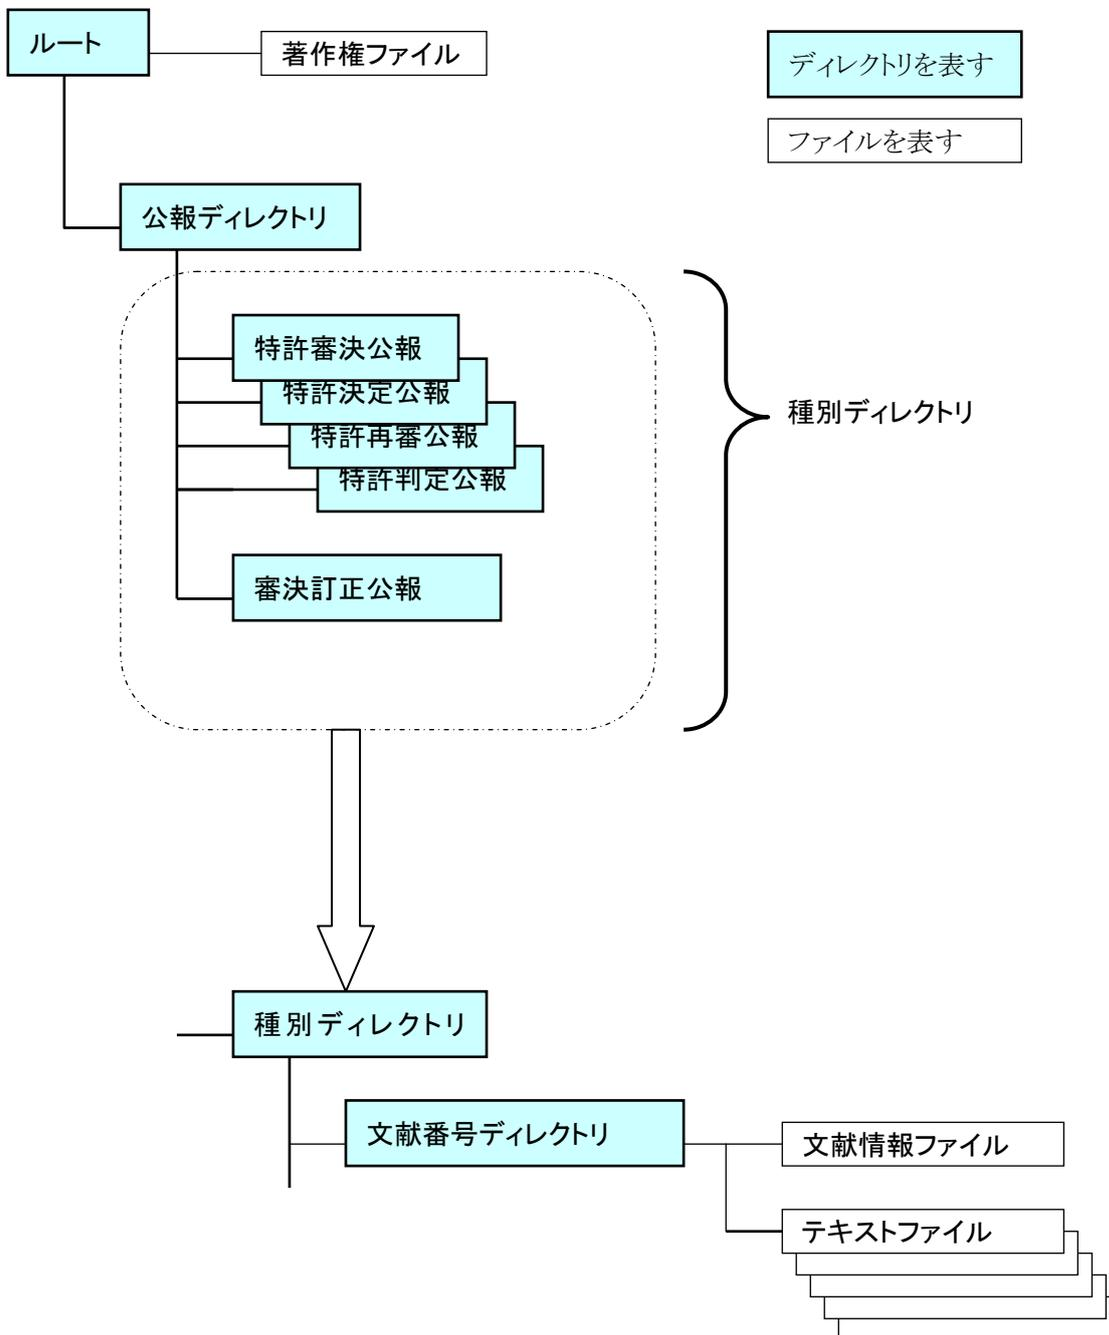 ルート
著作権ファイル
ディレクトリを表す
ファイルを表す
公報ディレクトリ
特許審決公報
特許決定公報
特許再審公報
特許判定公報
審決訂正公報
種別ディレクトリ
種別ディレクトリ
文献番号ディレクトリ
文献情報ファイル
テキストファイル